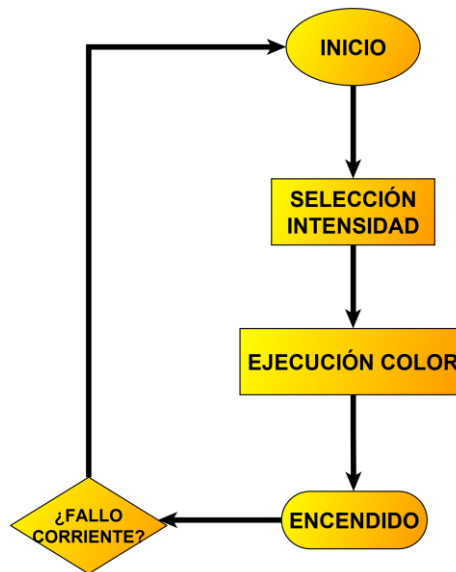 INICIO
SELECCIÓN
INTENSIDAD
EJECUCIÓN COLOR
ENCENDIDO
¿FALLO
CORRIENTE?